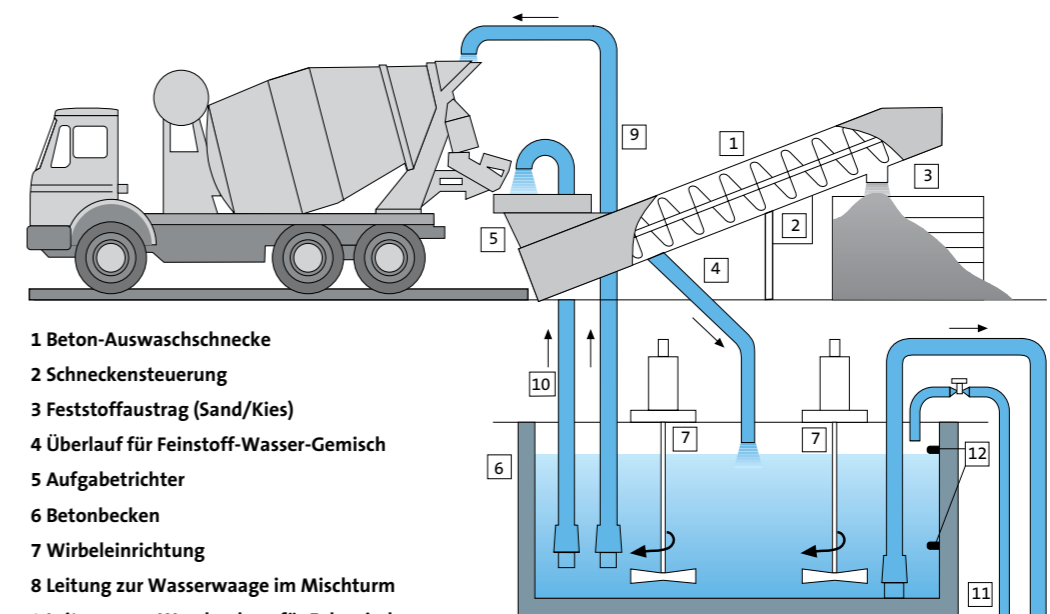 9
1
3
2
5
4
10
7
7
6
12
11
1 Beton-Auswaschschnecke
2 Schneckensteuerung
3 Feststoffaustrag (Sand/Kies)
4 Überlauf für Feinstoff-Wasser-Gemisch
5 Aufgabetrichter
6 Betonbecken
7 Wirbeleinrichtung
8 Leitung zur Wasserwaage im Mischturm